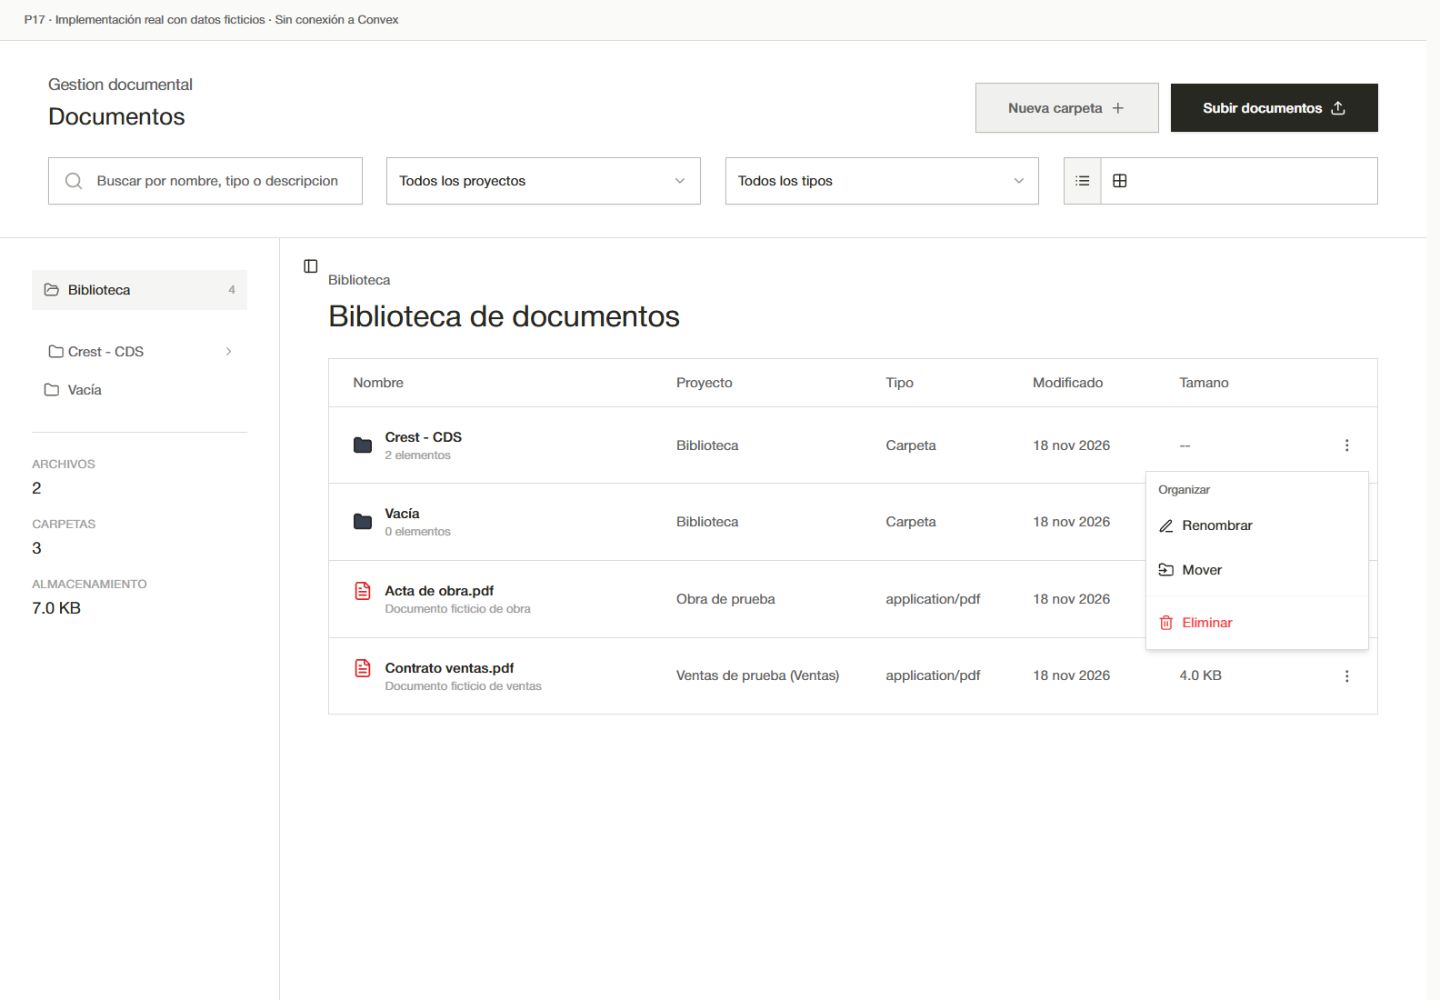 P17 · Implementación real con datos ficticios · Sin conexión a Convex
Gestion documental
Documentos
Nueva carpeta
Subir documentos
Buscar por nombre, tipo o descripcion
Todos los proyectos
Todos los tipos
Biblioteca 4
Crest - CDS
Vacía
ARCHIVOS
2
CARPETAS
3
ALMACENAMIENTO
7.0 KB
Biblioteca
Biblioteca de documentos
Nombre Proyecto Tipo Modificado Tamano
Crest - CDS
2 elementos
Biblioteca Carpeta 18 nov 2026 --
Vacía
0 elementos
Biblioteca Carpeta 18 nov 2026
Acta de obra.pdf
Documento ficticio de obra
Obra de prueba application/pdf 18 nov 2026
Contrato ventas.pdf
Documento ficticio de ventas
Ventas de prueba (Ventas) application/pdf 18 nov 2026 4.0 KB
Organizar
Renombrar
Mover
Eliminar